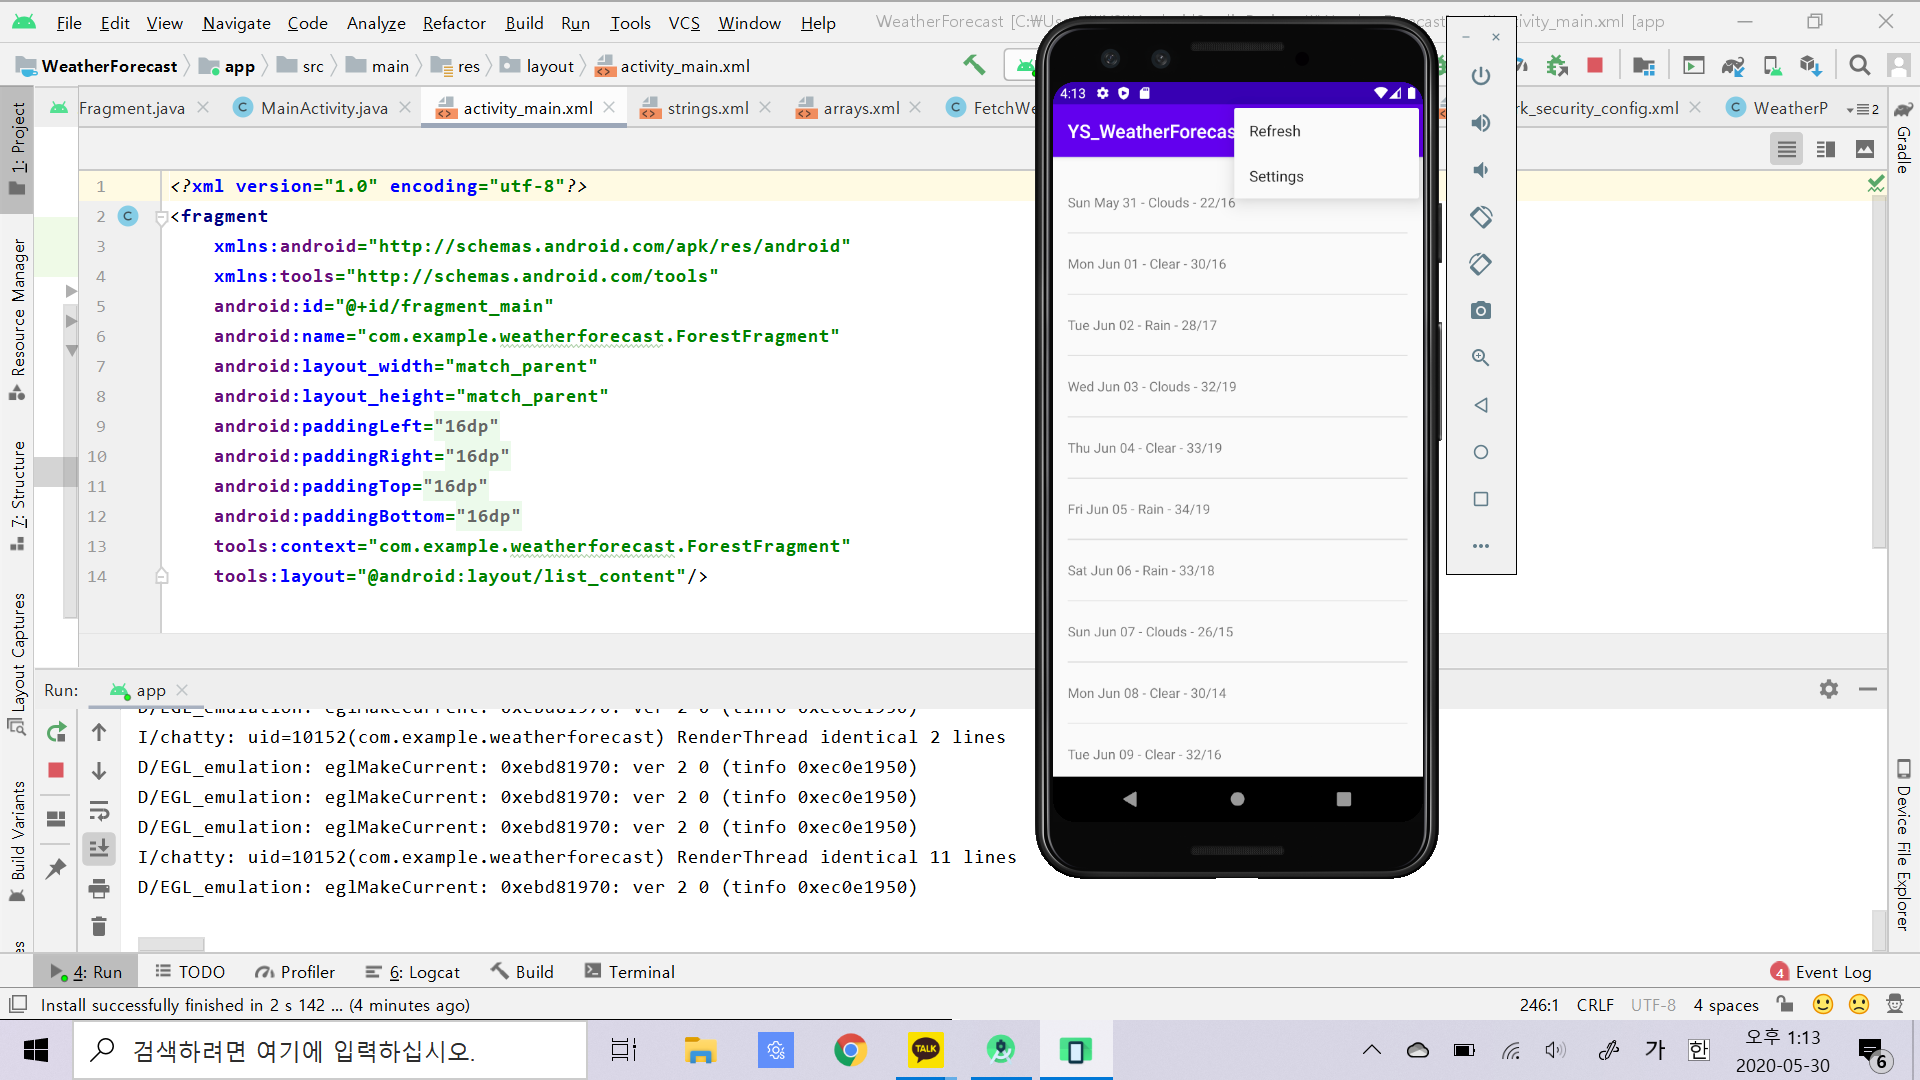 File Edit View Navigate Code Analyze Refactor Build Run Tools VCS Window Help
WeatherForecast app src main res layout activity_main.xml
Fragment.java MainActivity.java activity_main.xml strings.xml arrays.xml FetchWe
rk_security_config.xml WeatherP 2
1: Project
Resource Manager
7: Structure
Layout Captures
Build Variants
Gradle
Device File Explorer
1 <?xml version="1.0" encoding="utf-8"?>
2 <fragment
3 xmlns:android="http://schemas.android.com/apk/res/android"
4 xmlns:tools="http://schemas.android.com/tools"
5 android:id="@+id/fragment_main"
6 android:name="com.example.weatherforecast.ForestFragment"
7 android:layout_width="match_parent"
8 android:layout_height="match_parent"
9 android:paddingLeft="16dp"
10 android:paddingRight="16dp"
11 android:paddingTop="16dp"
12 android:paddingBottom="16dp"
13 tools:context="com.example.weatherforecast.ForestFragment"
14 tools:layout="@android:layout/list_content"/>
4:13
YS_WeatherForecas
Refresh
Settings
Sun May 31 - Clouds - 22/16
Mon Jun 01 - Clear - 30/16
Tue Jun 02 - Rain - 28/17
Wed Jun 03 - Clouds - 32/19
Thu Jun 04 - Clear - 33/19
Fri Jun 05 - Rain - 34/19
Sat Jun 06 - Rain - 33/18
Sun Jun 07 - Clouds - 26/15
Mon Jun 08 - Clear - 30/14
Tue Jun 09 - Clear - 32/16
Run: app
D/EGL_emulation: eglMakeCurrent: 0xebd81970: ver 2 0 (tinfo 0xec0e1950)
I/chatty: uid=10152(com.example.weatherforecast) RenderThread identical 2 lines
D/EGL_emulation: eglMakeCurrent: 0xebd81970: ver 2 0 (tinfo 0xec0e1950)
D/EGL_emulation: eglMakeCurrent: 0xebd81970: ver 2 0 (tinfo 0xec0e1950)
D/EGL_emulation: eglMakeCurrent: 0xebd81970: ver 2 0 (tinfo 0xec0e1950)
I/chatty: uid=10152(com.example.weatherforecast) RenderThread identical 11 lines
D/EGL_emulation: eglMakeCurrent: 0xebd81970: ver 2 0 (tinfo 0xec0e1950)
4: Run TODO Profiler 6: Logcat Build Terminal 4 Event Log
Install successfully finished in 2 s 142 ... (4 minutes ago) 246:1 CRLF UTF-8 4 spaces
검색하려면 여기에 입력하십시오.
TALK
가 한
오후 1:13
2020-05-30
6